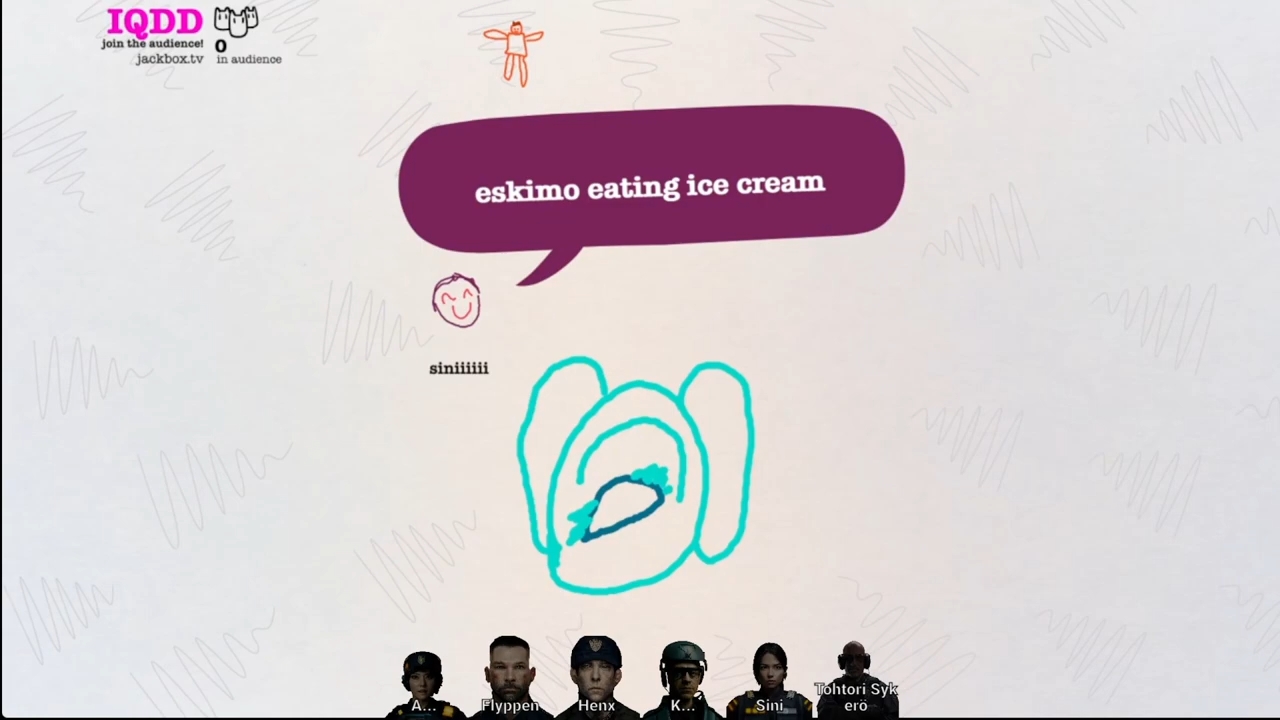 IQDD
join the audience!
jackbox.tv
0
in audience
eskimo eating ice cream
siniiiiii
A...
Flyppen
Henx
K...
Sini
Tohtori Syk
erö